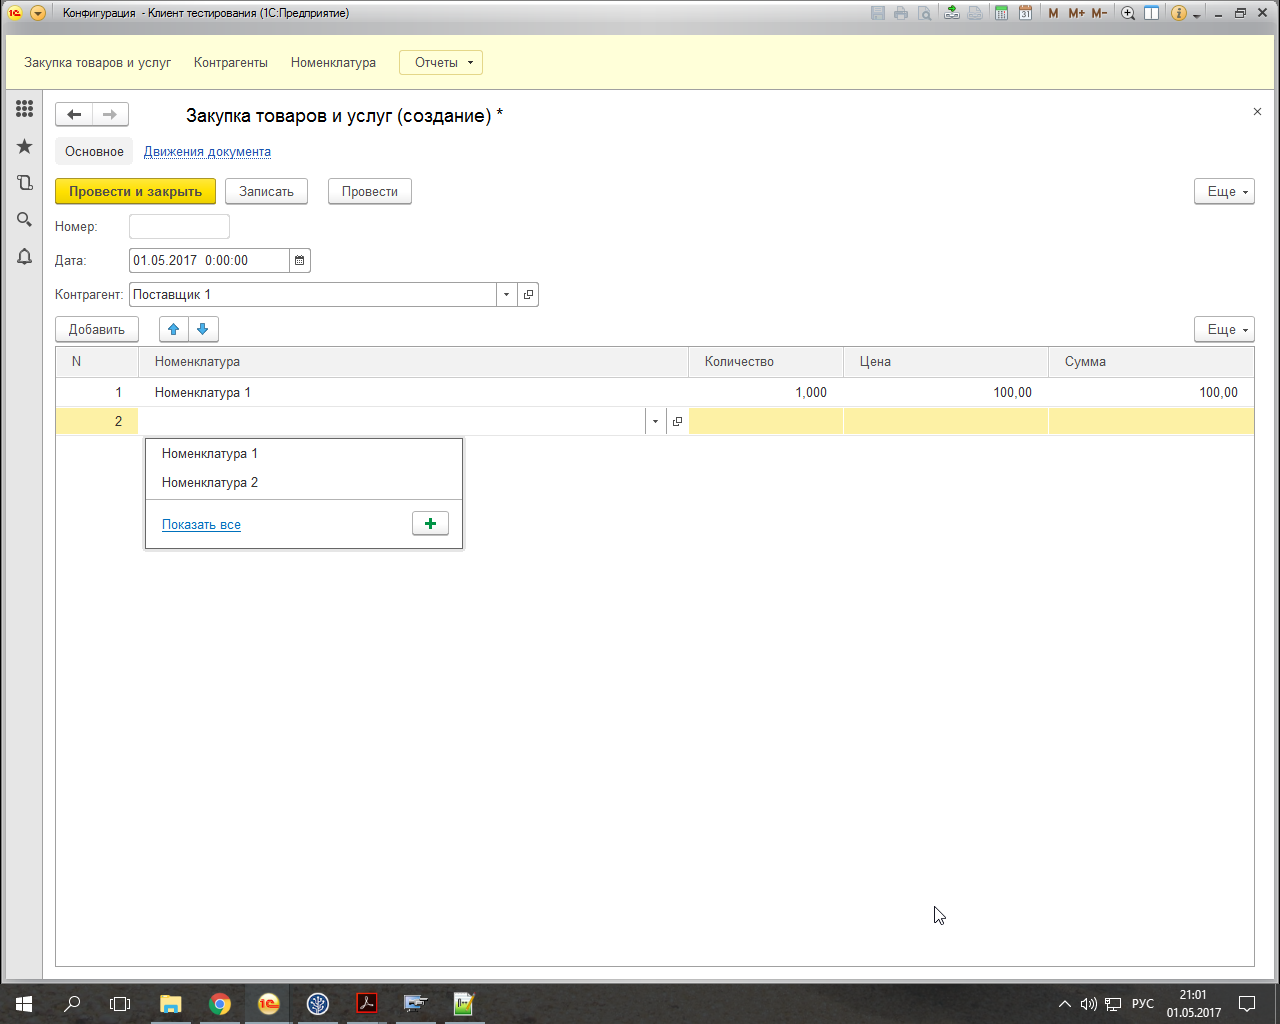 Конфигурация - Клиент тестирования (1С:Предприятие)
31 M M+ M-
Закупка товаров и услуг Контрагенты Номенклатура Отчеты
Закупка товаров и услуг (создание) *
Основное Движения документа
Провести и закрыть Записать Провести Еще
Номер:
Дата: 01.05.2017 0:00:00
Контрагент: Поставщик 1
Добавить Еще
N Номенклатура Количество Цена Сумма
1 Номенклатура 1 1,000 100,00 100,00
2
Номенклатура 1
Номенклатура 2
Показать все
РУС 21:01
01.05.2017